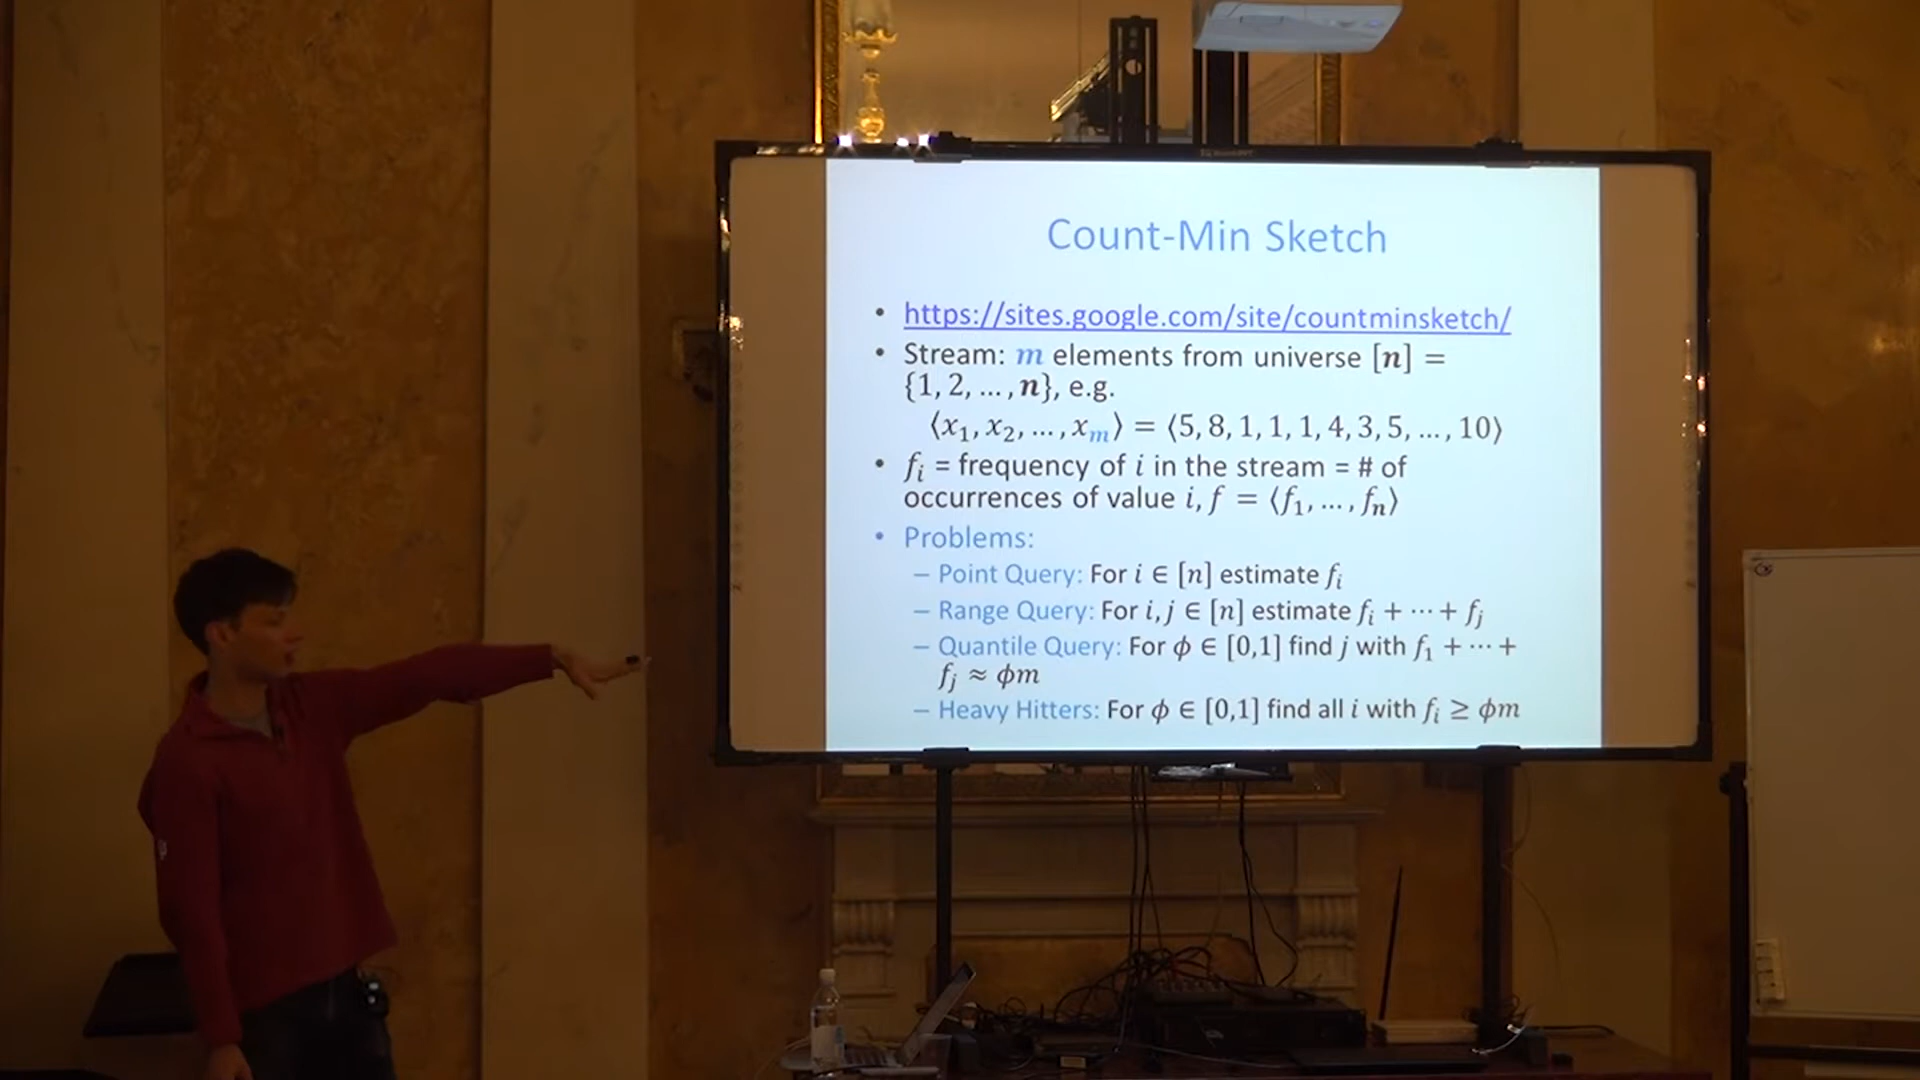 Count-Min Sketch
• https://sites.google.com/site/countminsketch/
• Stream: m elements from universe [n] =
{1, 2, … , n}, e.g.
⟨x₁, x₂, … , xₘ⟩ = ⟨5, 8, 1, 1, 1, 4, 3, 5, … , 10⟩
• fᵢ = frequency of i in the stream = # of
occurrences of value i, f = ⟨f₁, … , fₙ⟩
• Problems:
– Point Query: For i ∈ [n] estimate fᵢ
– Range Query: For i, j ∈ [n] estimate fᵢ + ⋯ + fⱼ
– Quantile Query: For ϕ ∈ [0,1] find j with f₁ + ⋯ +
fⱼ ≈ ϕm
– Heavy Hitters: For ϕ ∈ [0,1] find all i with fᵢ ≥ ϕm